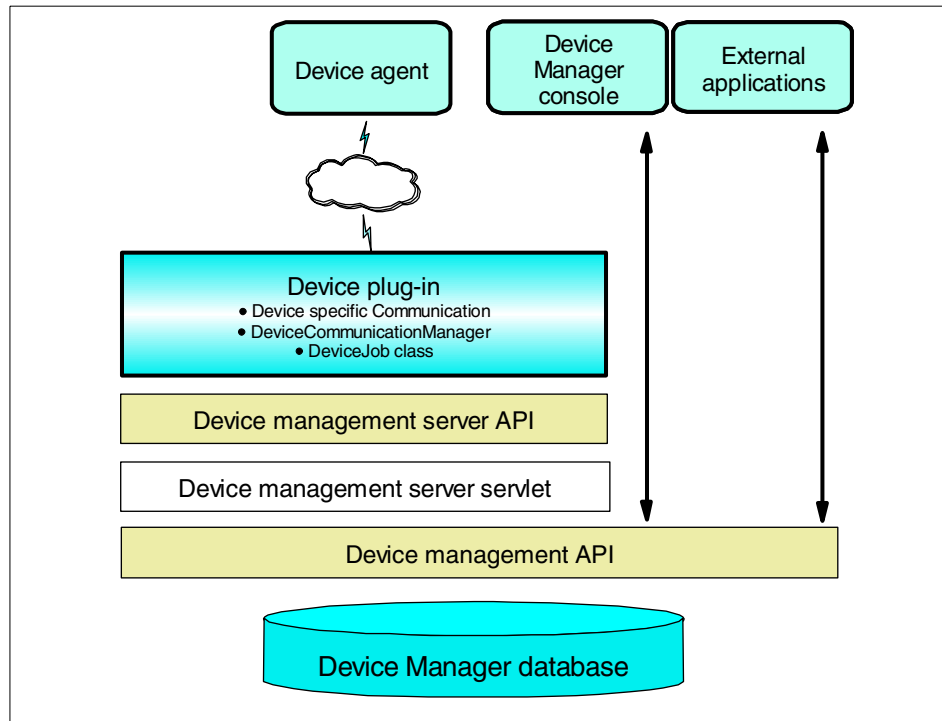 Device agent
Device
Manager
console
External
applications
Device plug-in
• Device specific Communication
• DeviceCommunicationManager
• DeviceJob class
Device management server API
Device management server servlet
Device management API
Device Manager database